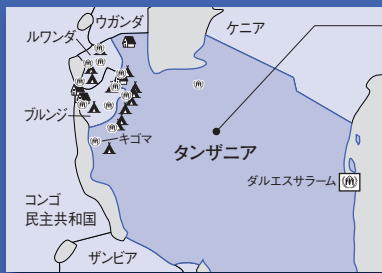 ウガンダ
ケニア
ルワンダ
ブルンジ
キゴマ
タンザニア
ダルエスサラーム
コンゴ
民主共和国
ザンビア